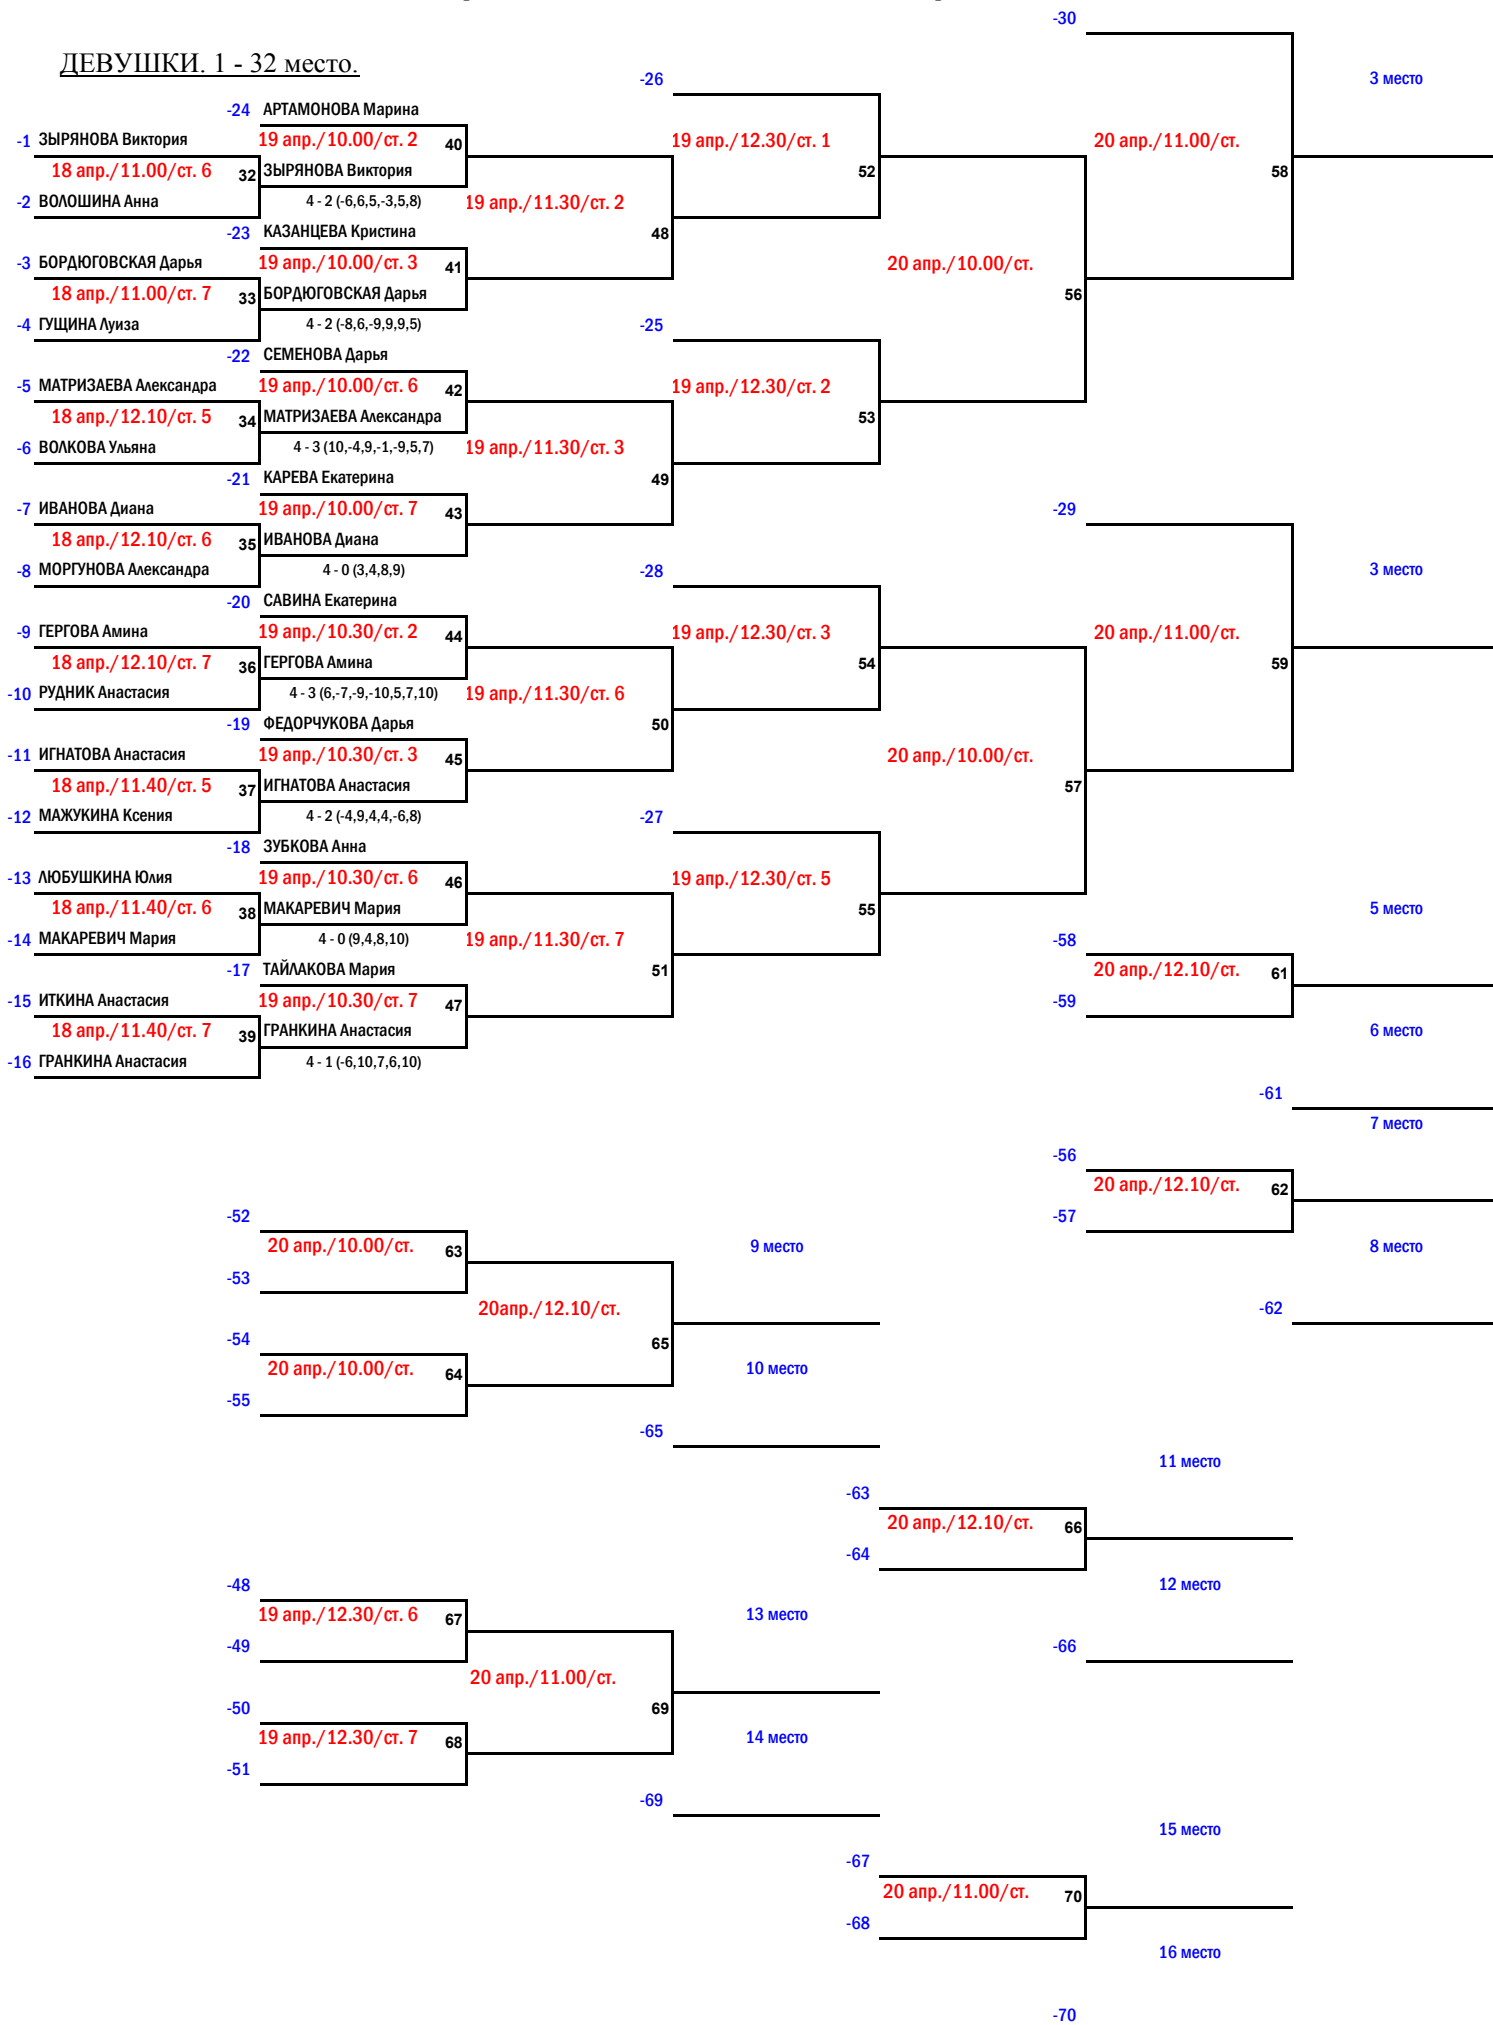 -30
ДЕВУШКИ. 1 - 32 место.
-26
3 место
-24 АРТАМОНОВА Марина
-1 ЗЫРЯНОВА Виктория 19 апр./10.00/ст. 2 40 19 апр./12.30/ст. 1 20 апр./11.00/ст.
18 апр./11.00/ст. 6 32 ЗЫРЯНОВА Виктория 52 58
-2 ВОЛОШИНА Анна 4 - 2 (-6,6,5,-3,5,8) 19 апр./11.30/ст. 2
-23 КАЗАНЦЕВА Кристина 48
-3 БОРДЮГОВСКАЯ Дарья 19 апр./10.00/ст. 3 41 20 апр./10.00/ст.
18 апр./11.00/ст. 7 33 БОРДЮГОВСКАЯ Дарья 56
-4 ГУЩИНА Луиза 4 - 2 (-8,6,-9,9,9,5) -25
-22 СЕМЕНОВА Дарья
-5 МАТРИЗАЕВА Александра 19 апр./10.00/ст. 6 42 19 апр./12.30/ст. 2
18 апр./12.10/ст. 5 34 МАТРИЗАЕВА Александра 53
-6 ВОЛКОВА Ульяна 4 - 3 (10,-4,9,-1,-9,5,7) 19 апр./11.30/ст. 3
-21 КАРЕВА Екатерина 49
-7 ИВАНОВА Диана 19 апр./10.00/ст. 7 43 -29
18 апр./12.10/ст. 6 35 ИВАНОВА Диана
-8 МОРГУНОВА Александра 4 - 0 (3,4,8,9) -28 3 место
-20 САВИНА Екатерина
-9 ГЕРГОВА Амина 19 апр./10.30/ст. 2 44 19 апр./12.30/ст. 3 20 апр./11.00/ст.
18 апр./12.10/ст. 7 36 ГЕРГОВА Амина 54 59
-10 РУДНИК Анастасия 4 - 3 (6,-7,-9,-10,5,7,10) 19 апр./11.30/ст. 6
-19 ФЕДОРЧУКОВА Дарья 50
-11 ИГНАТОВА Анастасия 19 апр./10.30/ст. 3 45 20 апр./10.00/ст.
18 апр./11.40/ст. 5 37 ИГНАТОВА Анастасия 57
-12 МАЖУКИНА Ксения 4 - 2 (-4,9,4,4,-6,8) -27
-18 ЗУБКОВА Анна
-13 ЛЮБУШКИНА Юлия 19 апр./10.30/ст. 6 46 19 апр./12.30/ст. 5
18 апр./11.40/ст. 6 38 МАКАРЕВИЧ Мария 55 5 место
-14 МАКАРЕВИЧ Мария 4 - 0 (9,4,8,10) 19 апр./11.30/ст. 7 -58
-17 ТАЙЛАКОВА Мария 51 20 апр./12.10/ст. 61
-15 ИТКИНА Анастасия 19 апр./10.30/ст. 7 47 -59
18 апр./11.40/ст. 7 39 ГРАНКИНА Анастасия 6 место
-16 ГРАНКИНА Анастасия 4 - 1 (-6,10,7,6,10)
-61
7 место
-56
20 апр./12.10/ст. 62
-52 -57
20 апр./10.00/ст. 63 9 место 8 место
-53
20апр./12.10/ст. -62
-54 65
20 апр./10.00/ст. 64 10 место
-55
-65
11 место
-63
20 апр./12.10/ст. 66
-64
-48 12 место
19 апр./12.30/ст. 6 67 13 место
-49 -66
20 апр./11.00/ст.
-50 69
19 апр./12.30/ст. 7 68 14 место
-51
-69
15 место
-67
20 апр./11.00/ст. 70
-68
16 место
-70